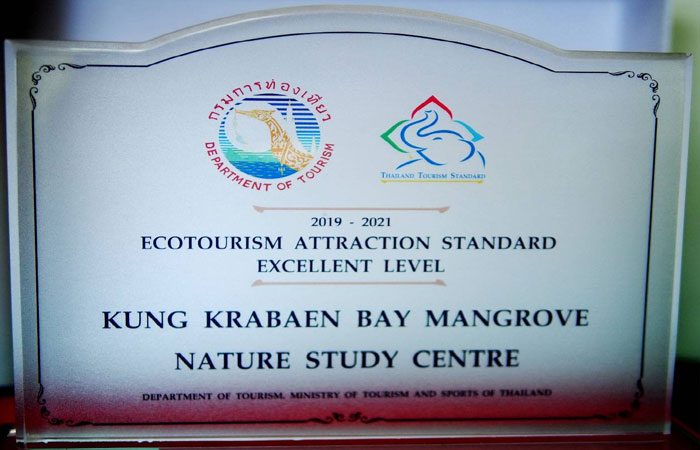 กรมการท่องเที่ยว
DEPARTMENT OF TOURISM
THAILAND TOURISM STANDARD
2019 - 2021
ECOTOURISM ATTRACTION STANDARD
EXCELLENT LEVEL
KUNG KRABAEN BAY MANGROVE
NATURE STUDY CENTRE
DEPARTMENT OF TOURISM, MINISTRY OF TOURISM AND SPORTS OF THAILAND